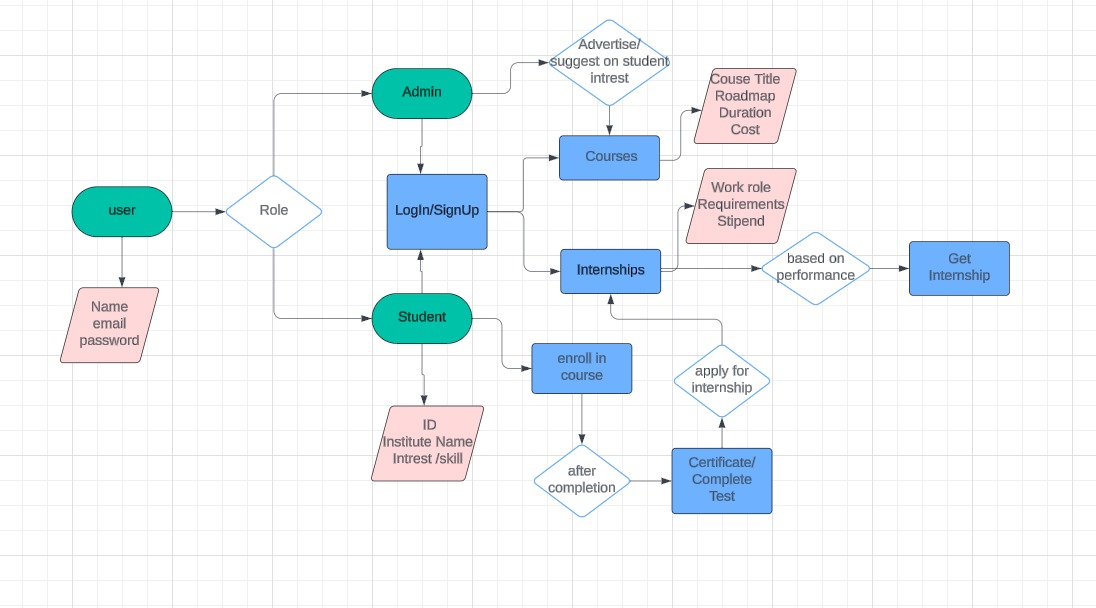 user
Name
email
password
Role
Admin
LogIn/SignUp
Student
ID
Institute Name
Intrest /skill
Advertise/
suggest on student
intrest
Courses
Couse Title
Roadmap
Duration
Cost
Work role
Requirements
Stipend
Internships
based on
performance
Get
Internship
enroll in
course
after
completion
Certificate/
Complete
Test
apply for
internship